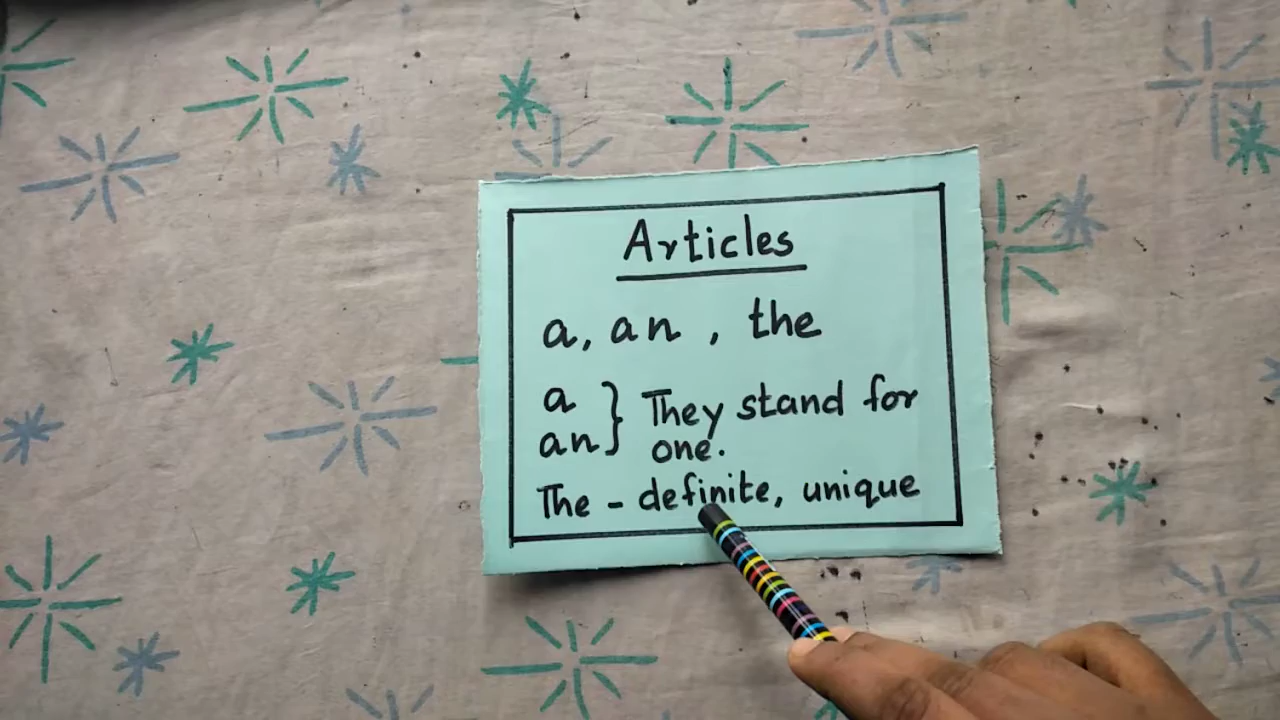 Articles
a, an, the
a
an } They stand for
one.
The - definite, unique